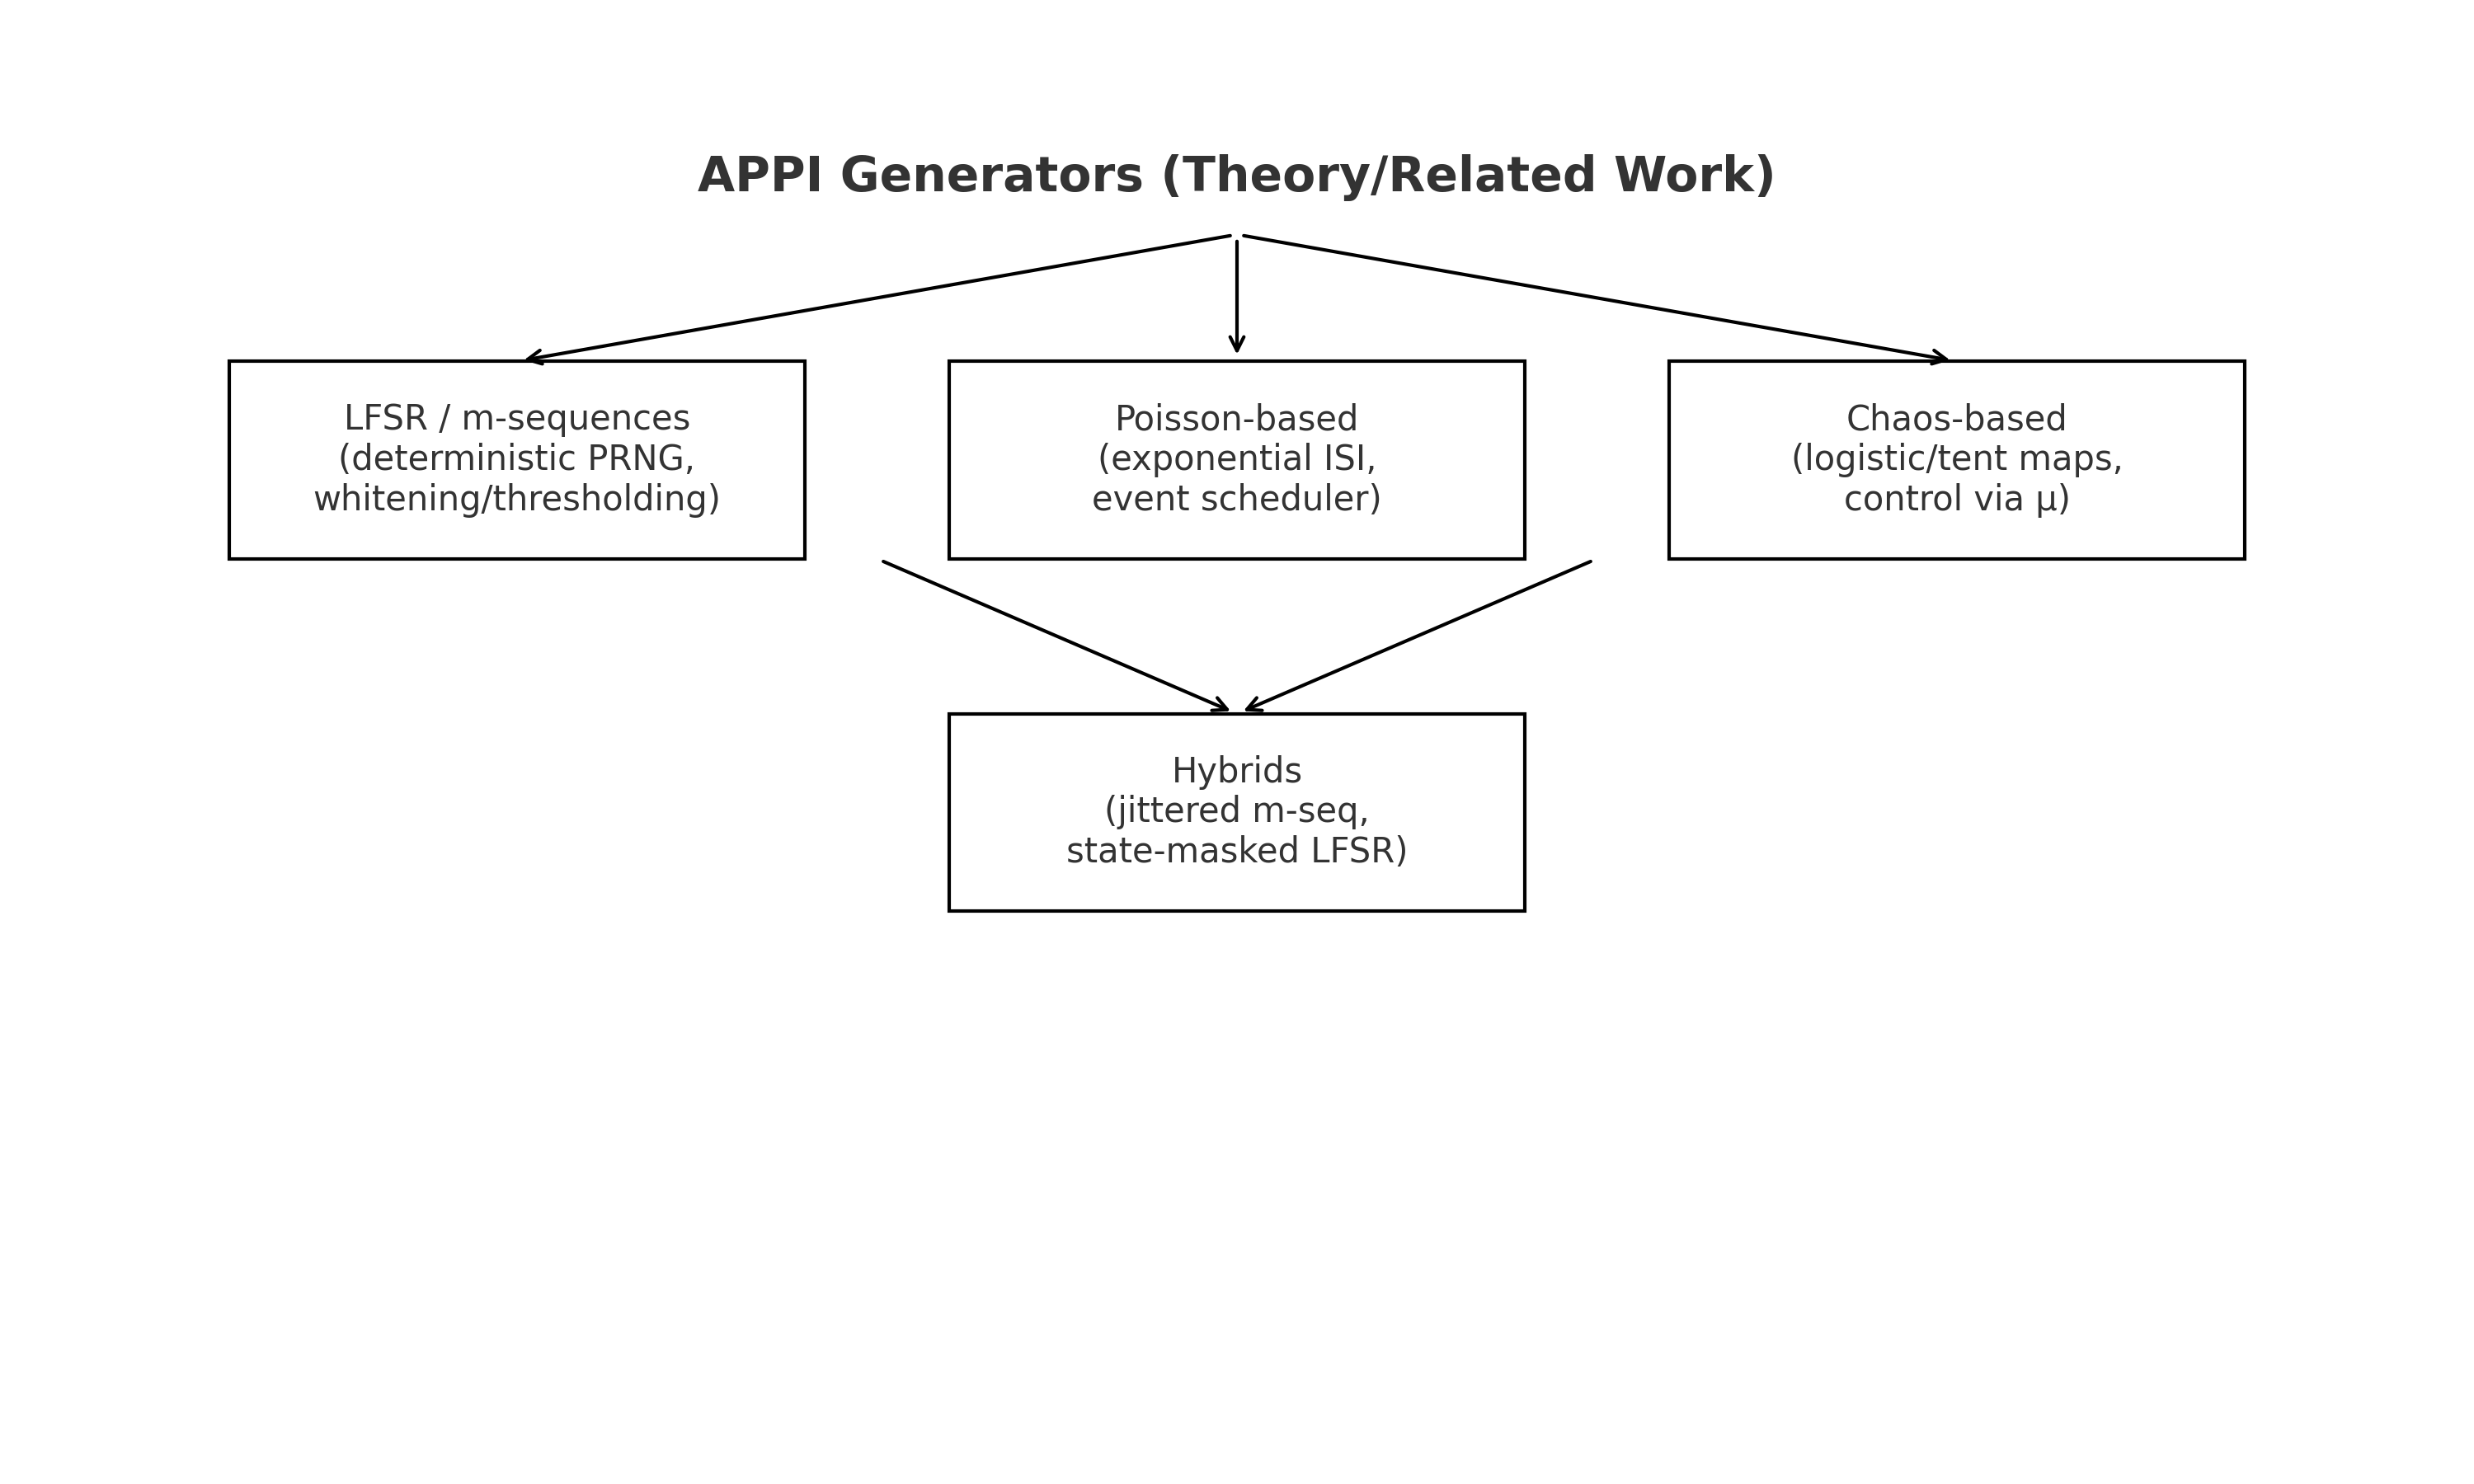 APPI Generators (Theory/Related Work)
LFSR / m-sequences
(deterministic PRNG,
whitening/thresholding)
Poisson-based
(exponential ISI,
event scheduler)
Chaos-based
(logistic/tent maps,
control via μ)
Hybrids
(jittered m-seq,
state-masked LFSR)